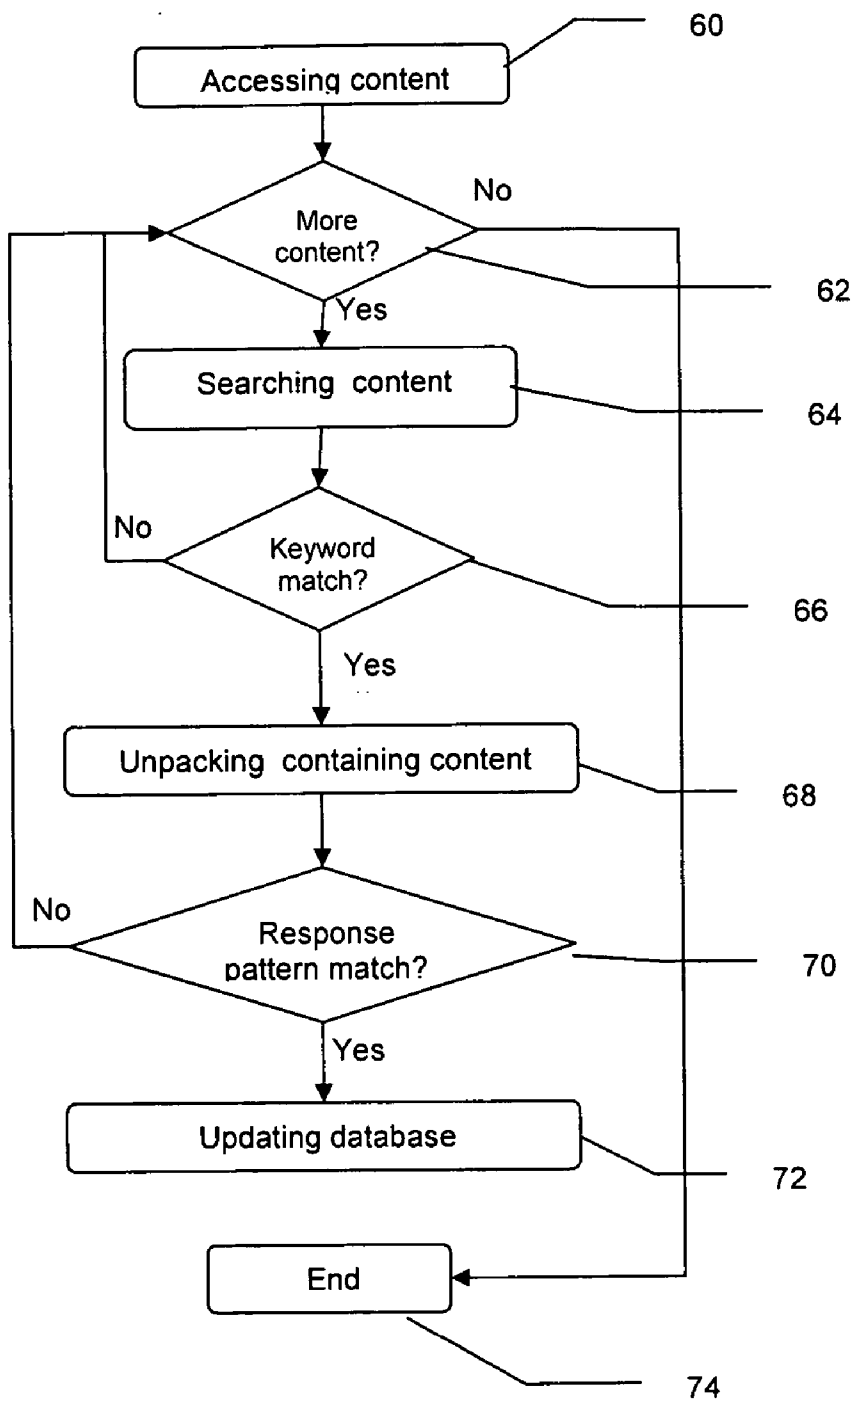 60
Accessing content
No
More
content?
62
Yes
Searching content
64
No
Keyword
match?
66
Yes
Unpacking containing content
68
No
Response
pattern match?
70
Yes
Updating database
72
End
74